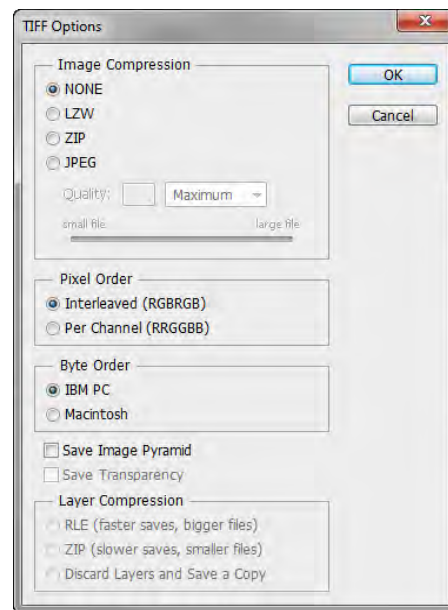 TIFF Options
Image Compression
NONE
LZW
ZIP
JPEG
Quality: Maximum
small file large file
OK
Cancel
Pixel Order
Interleaved (RGBRGB)
Per Channel (RRGGBB)
Byte Order
IBM PC
Macintosh
Save Image Pyramid
Save Transparency
Layer Compression
RLE (faster saves, bigger files)
ZIP (slower saves, smaller files)
Discard Layers and Save a Copy